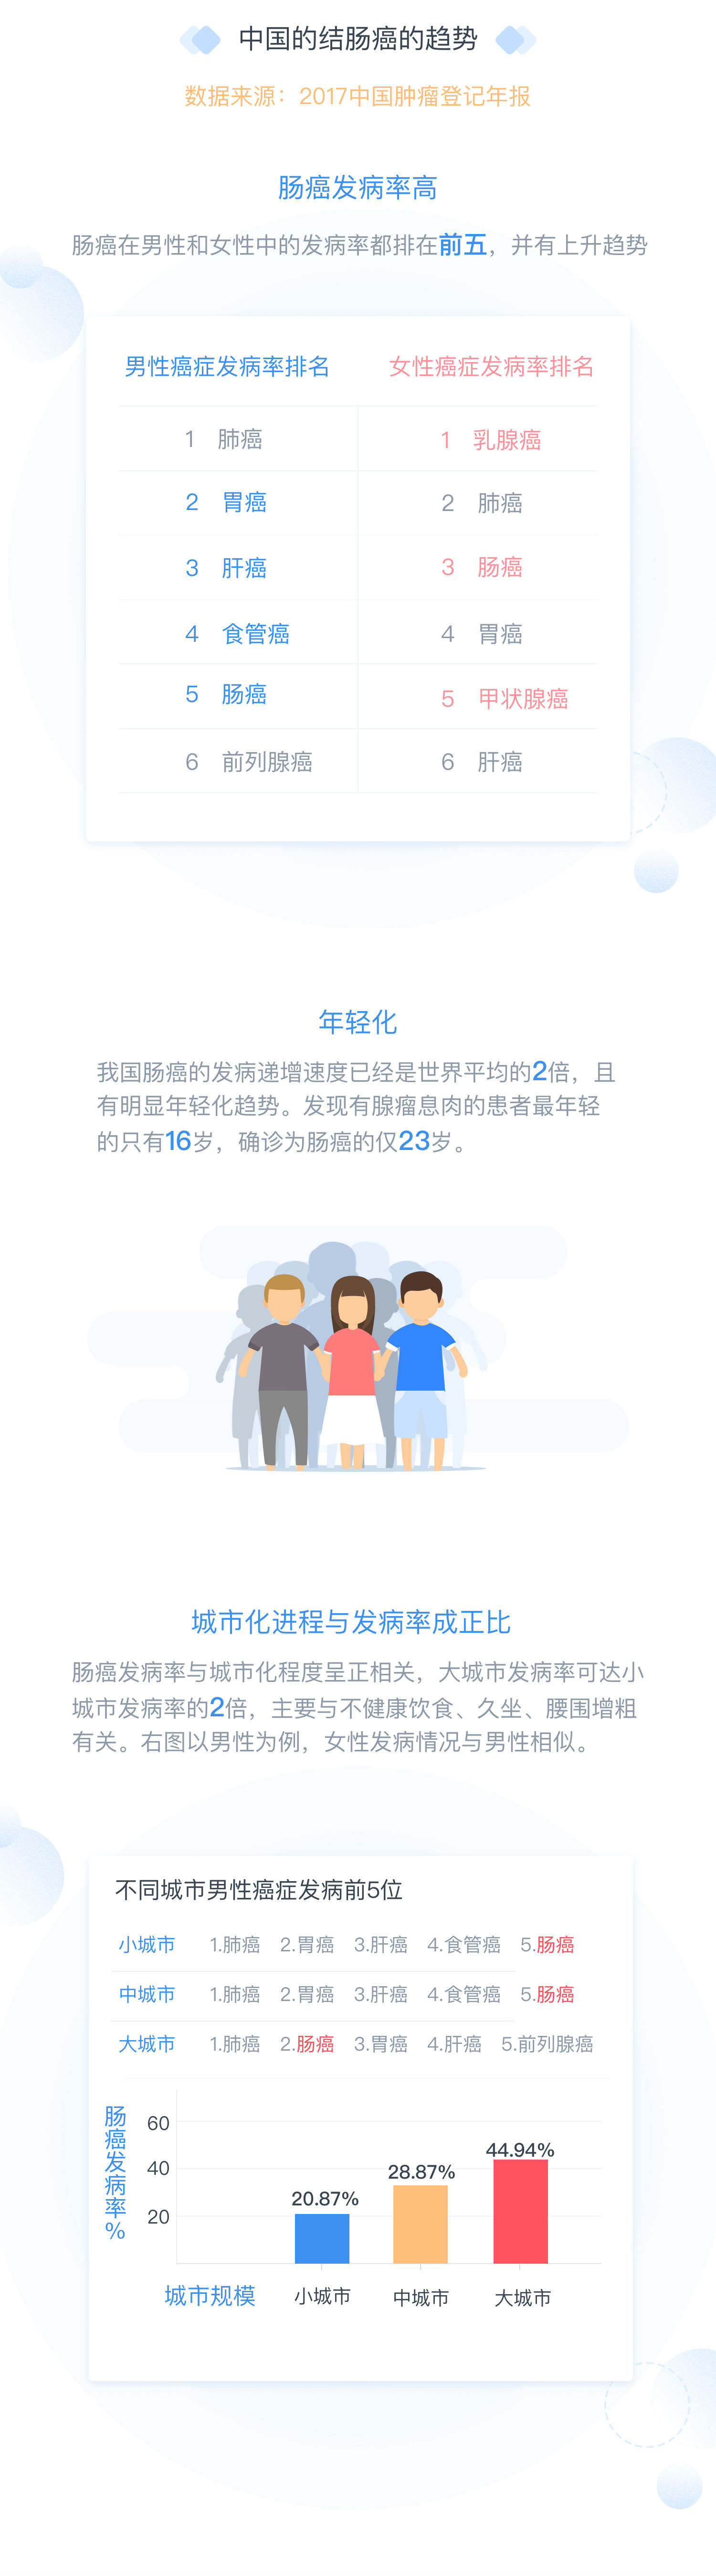 中国的结肠癌的趋势
数据来源：2017中国肿瘤登记年报
肠癌发病率高
肠癌在男性和女性中的发病率都排在前五，并有上升趋势
男性癌症发病率排名 女性癌症发病率排名
1 肺癌 1 乳腺癌
2 胃癌 2 肺癌
3 肝癌 3 肠癌
4 食管癌 4 胃癌
5 肠癌 5 甲状腺癌
6 前列腺癌 6 肝癌
年轻化
我国肠癌的发病递增速度已经是世界平均的2倍，且
有明显年轻化趋势。发现有腺瘤息肉的患者最年轻
的只有16岁，确诊为肠癌的仅23岁。
城市化进程与发病率成正比
肠癌发病率与城市化程度呈正相关，大城市发病率可达小
城市发病率的2倍，主要与不健康饮食、久坐、腰围增粗
有关。右图以男性为例，女性发病情况与男性相似。
不同城市男性癌症发病前5位
小城市 1.肺癌 2.胃癌 3.肝癌 4.食管癌 5.肠癌
中城市 1.肺癌 2.胃癌 3.肝癌 4.食管癌 5.肠癌
大城市 1.肺癌 2.肠癌 3.胃癌 4.肝癌 5.前列腺癌
肠癌发病率%
60
40
20
20.87%
28.87%
44.94%
城市规模 小城市 中城市 大城市